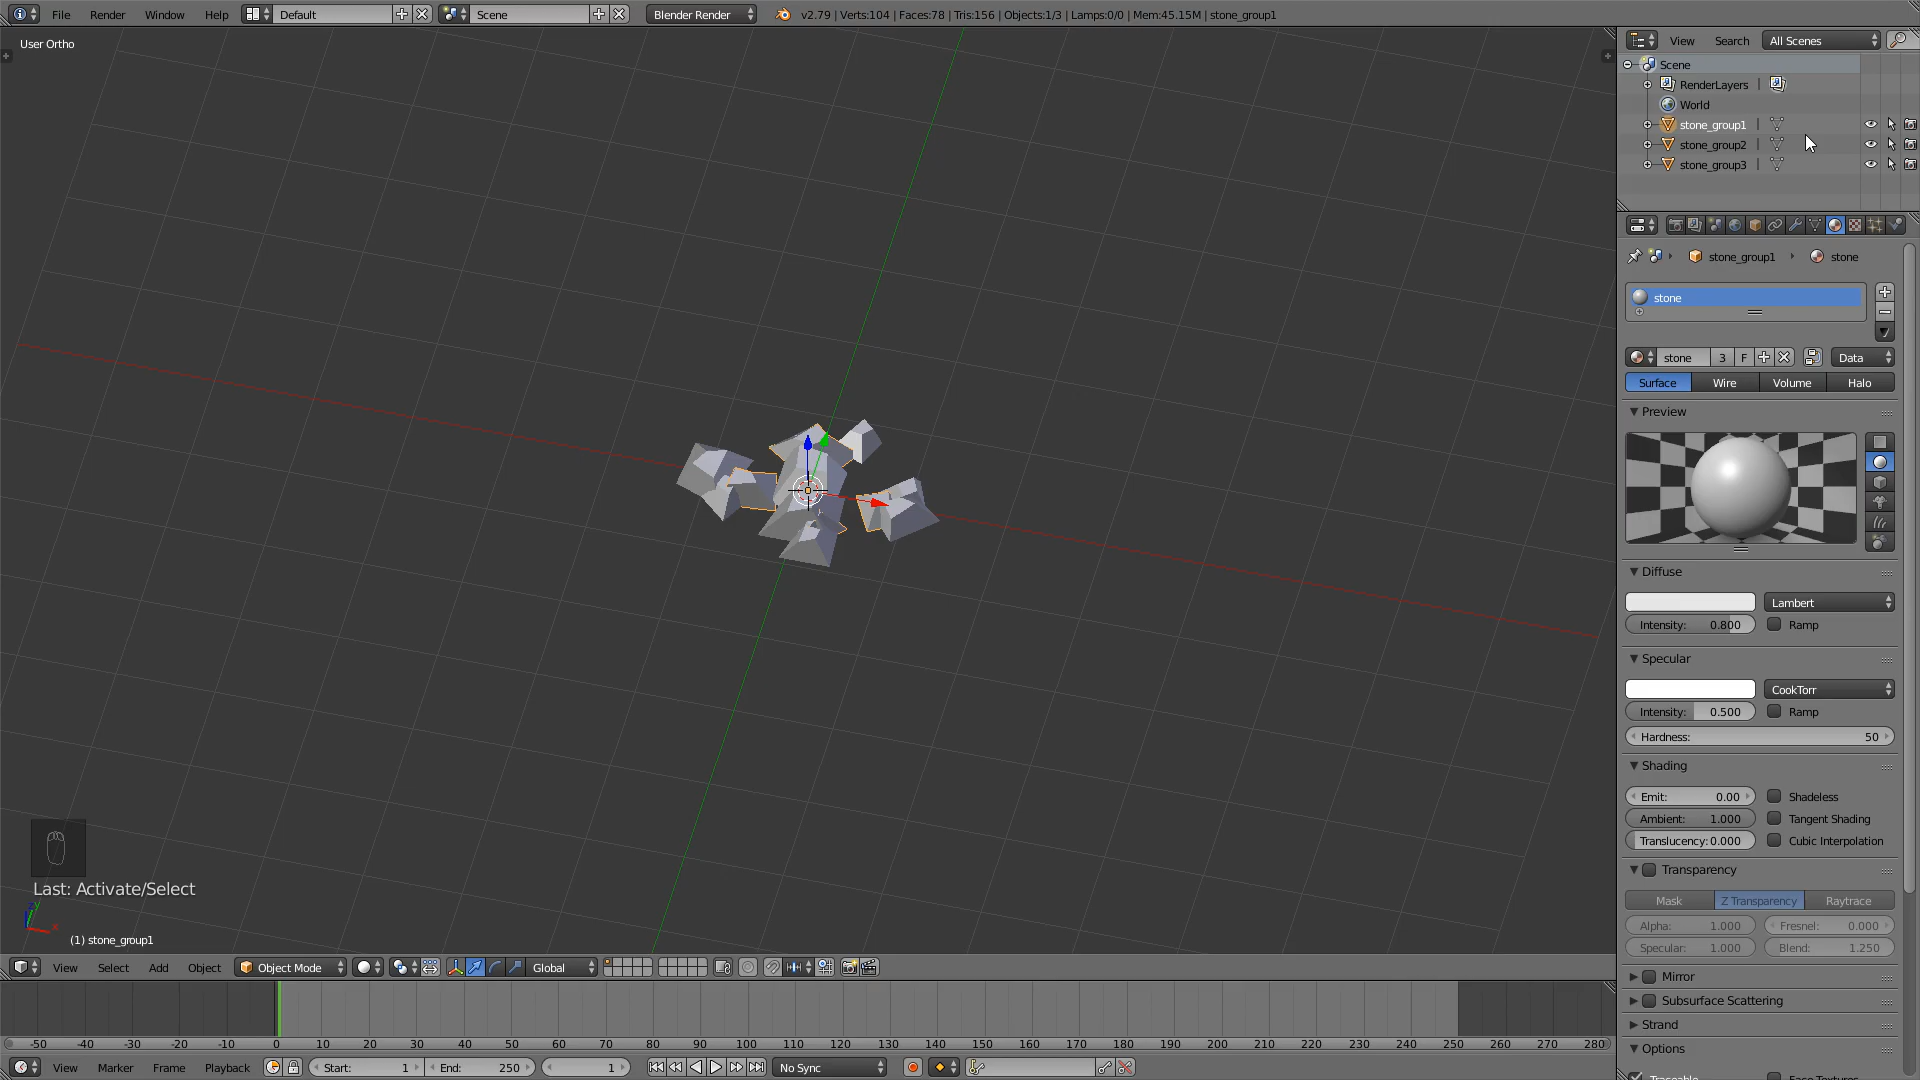 File Render Window Help Default Scene Blender Render v2.79 | Verts:104 | Faces:78 | Tris:156 | Objects:1/3 | Lamps:0/0 | Mem:45.15M | stone_group1
User Ortho
View Search All Scenes
Scene
RenderLayers |
World
stone_group1 |
stone_group2 |
stone_group3 |
stone_group1 stone
stone
stone 3 F Data
Surface Wire Volume Halo
Preview
Diffuse
Lambert
Intensity: 0.800 Ramp
Specular
CookTorr
Intensity: 0.500 Ramp
Hardness: 50
Shading
Emit: 0.00 Shadeless
Ambient: 1.000 Tangent Shading
Translucency: 0.000 Cubic Interpolation
Transparency
Mask Z Transparency Raytrace
Alpha: 1.000 Fresnel: 0.000
Specular: 1.000 Blend: 1.250
Mirror
Subsurface Scattering
Strand
Options
Traceable Face Textures
Last: Activate/Select
z y x
(1) stone_group1
View Select Add Object Object Mode Global
-50 -40 -30 -20 -10 0 10 20 30 40 50 60 70 80 90 100 110 120 130 140 150 160 170 180 190 200 210 220 230 240 250 260 270 280
View Marker Frame Playback Start: 1 End: 250 1 No Sync